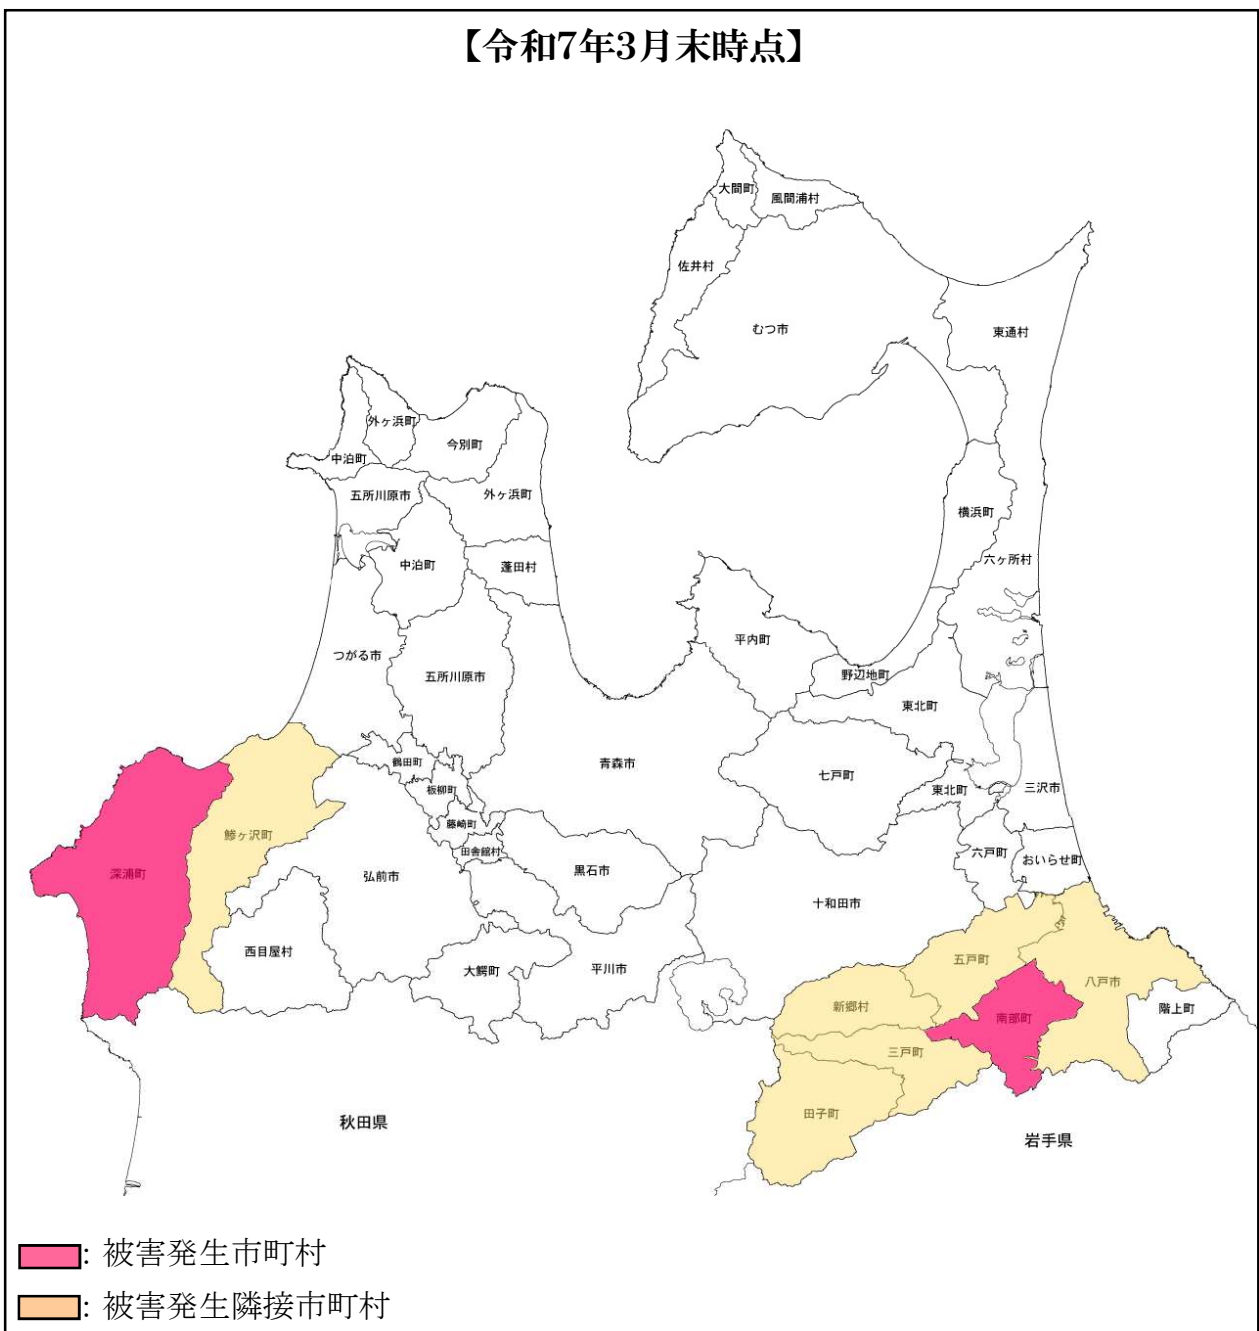 【令和7年3月末時点】
大間町
風間浦村
佐井村
むつ市
東通村
外ヶ浜町
今別町
中泊町
五所川原市
外ヶ浜町
横浜町
中泊町
蓬田村
六ヶ所村
平内町
つがる市
五所川原市
野辺地町
東北町
鶴田町
青森市
七戸町
板柳町
東北町
三沢市
藤崎町
鰺ヶ沢町
田舎館村
六戸町
おいらせ町
深浦町
弘前市
黒石市
十和田市
西目屋村
大鰐町
平川市
五戸町
八戸市
新郷村
階上町
南部町
三戸町
田子町
秋田県
岩手県
: 被害発生市町村
: 被害発生隣接市町村